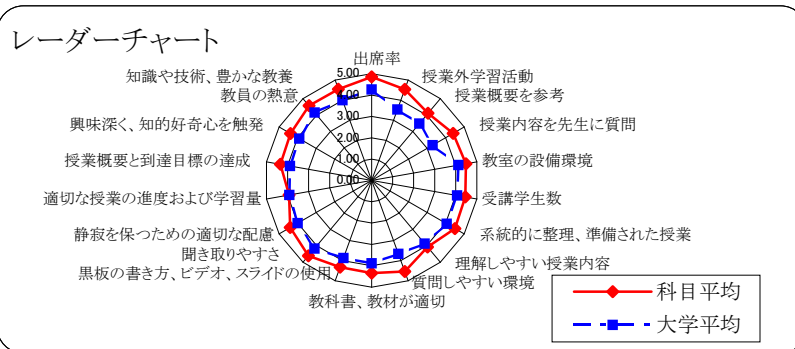 レーダーチャート
出席率
授業外学習活動
授業概要を参考
授業内容を先生に質問
教室の設備環境
受講学生数
系統的に整理、準備された授業
理解しやすい授業内容
質問しやすい環境
教科書、教材が適切
黒板の書き方、ビデオ、スライドの使用
聞き取りやすさ
静寂を保つための適切な配慮
適切な授業の進度および学習量
授業概要と到達目標の達成
興味深く、知的好奇心を触発
教員の熱意
知識や技術、豊かな教養
5.00
4.00
3.00
2.00
1.00
0.00
科目平均
大学平均